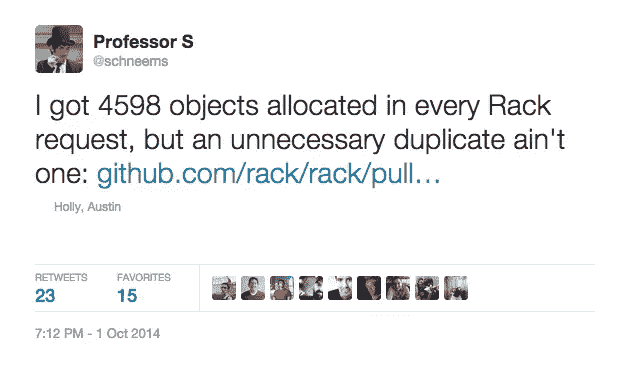 Professor S
@schneems
I got 4598 objects allocated in every Rack
request, but an unnecessary duplicate ain't
one: github.com/rack/rack/pull…
Holly, Austin
RETWEETS FAVORITES
23 15
7:12 PM - 1 Oct 2014